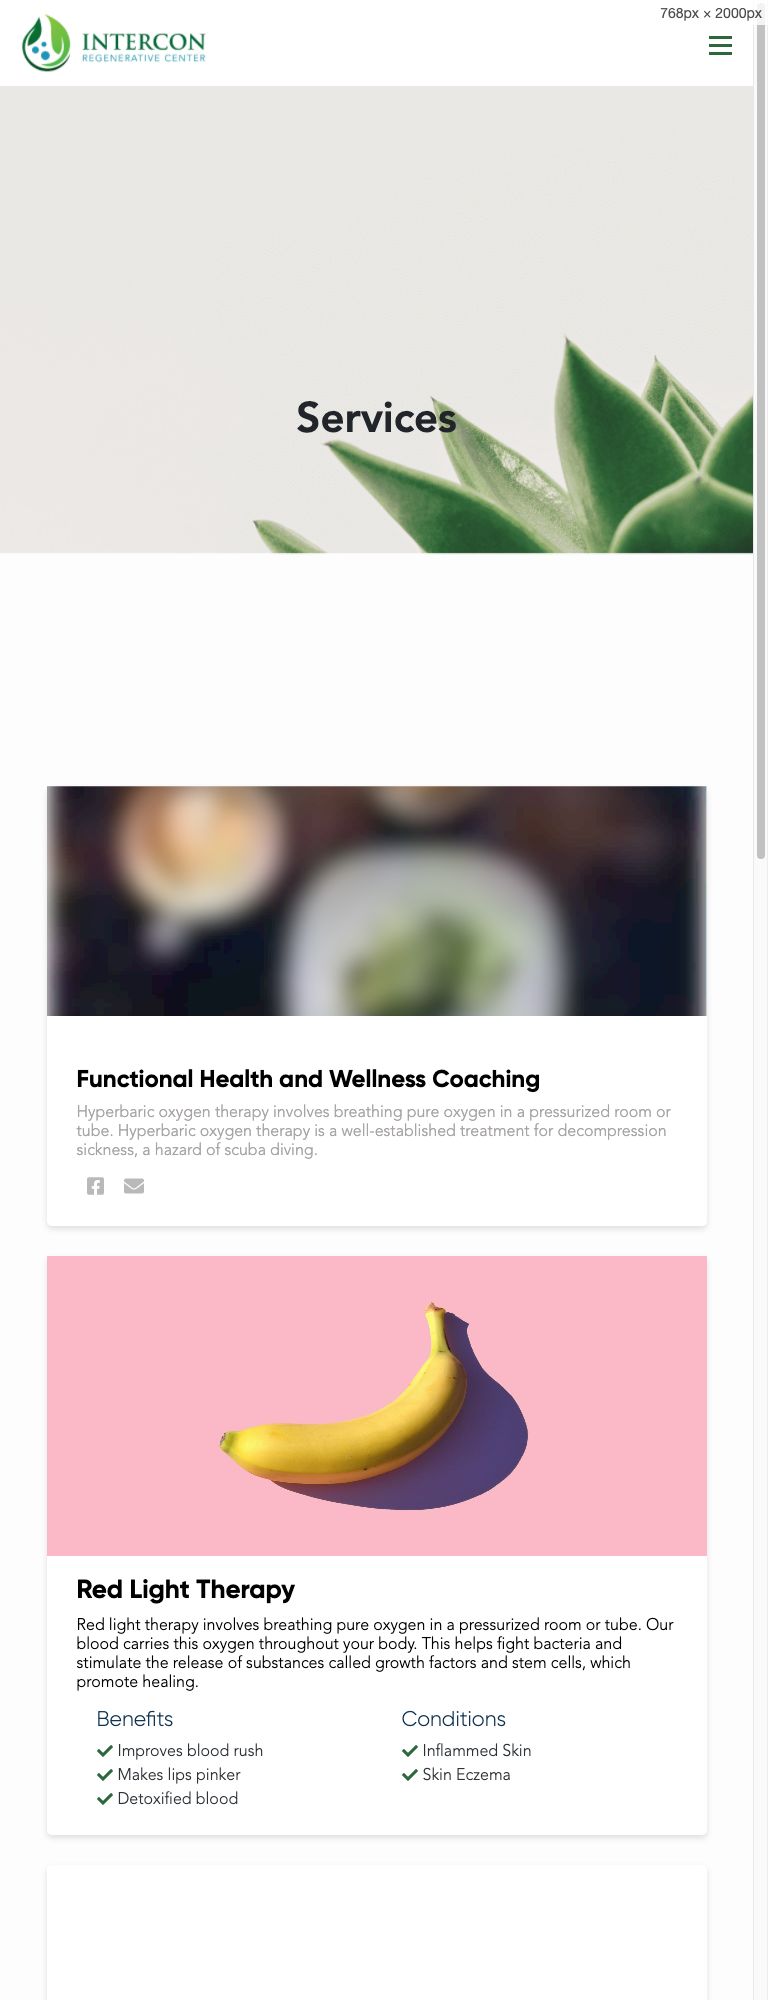 768px × 2000px
INTERCON
REGENERATIVE CENTER
Services
Functional Health and Wellness Coaching
Hyperbaric oxygen therapy involves breathing pure oxygen in a pressurized room or
tube. Hyperbaric oxygen therapy is a well-established treatment for decompression
sickness, a hazard of scuba diving.
Red Light Therapy
Red light therapy involves breathing pure oxygen in a pressurized room or tube. Our
blood carries this oxygen throughout your body. This helps fight bacteria and
stimulate the release of substances called growth factors and stem cells, which
promote healing.
Benefits
Improves blood rush
Makes lips pinker
Detoxified blood
Conditions
Inflammed Skin
Skin Eczema